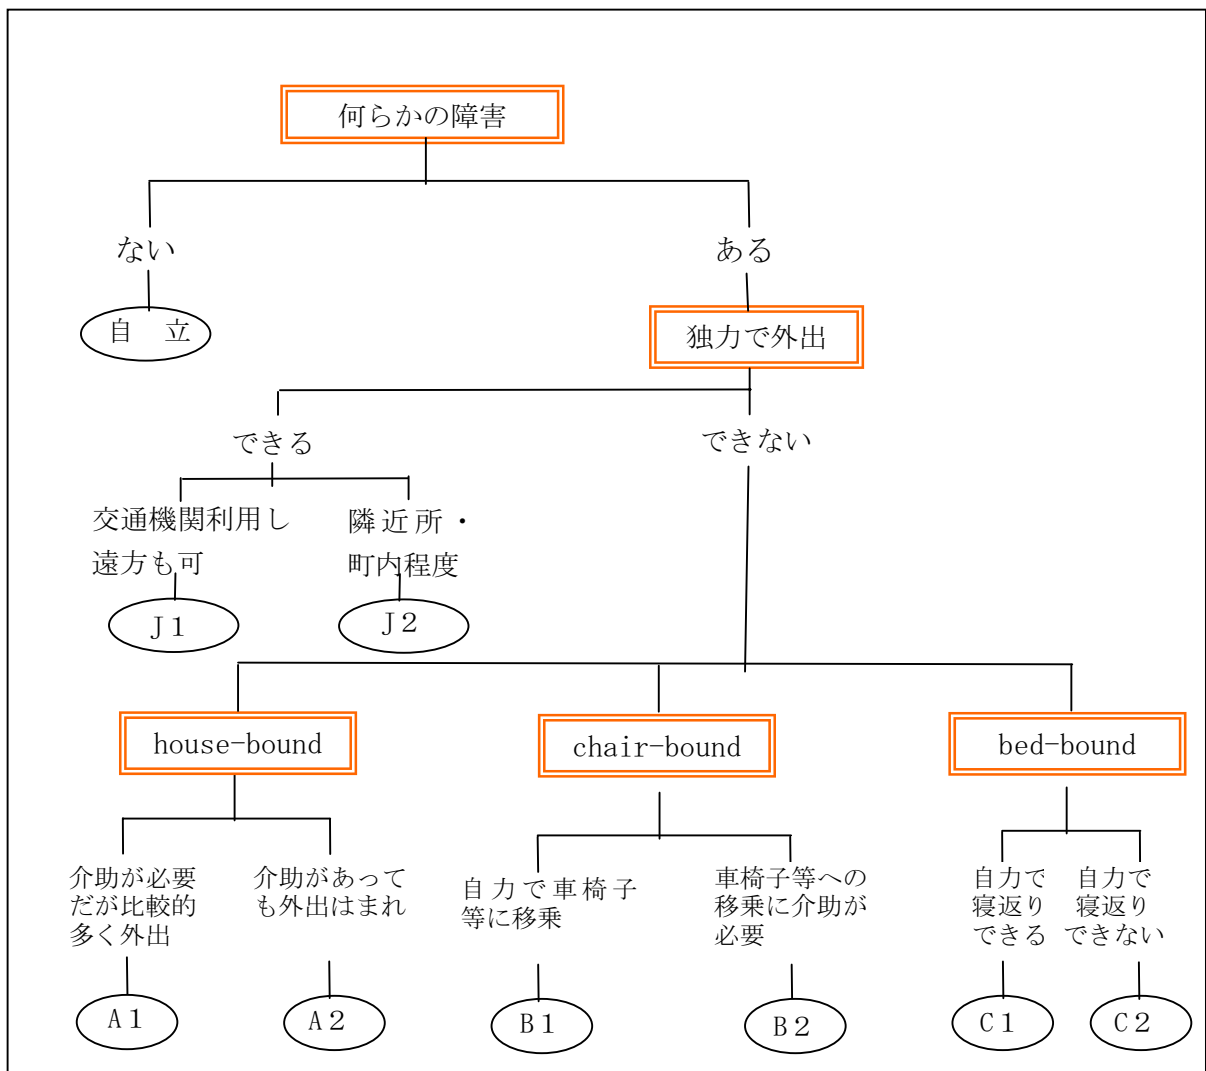 何らかの障害
ない
ある
自　立
独力で外出
できる
できない
交通機関利用し
遠方も可
隣近所・
町内程度
J１
J２
house-bound
chair-bound
bed-bound
介助が必要
だが比較的
多く外出
介助があって
も外出はまれ
自力で車椅子
等に移乗
車椅子等への
移乗に介助が
必要
自力で
寝返り
できる
自力で
寝返り
できない
A１
A２
B１
B２
C１
C２